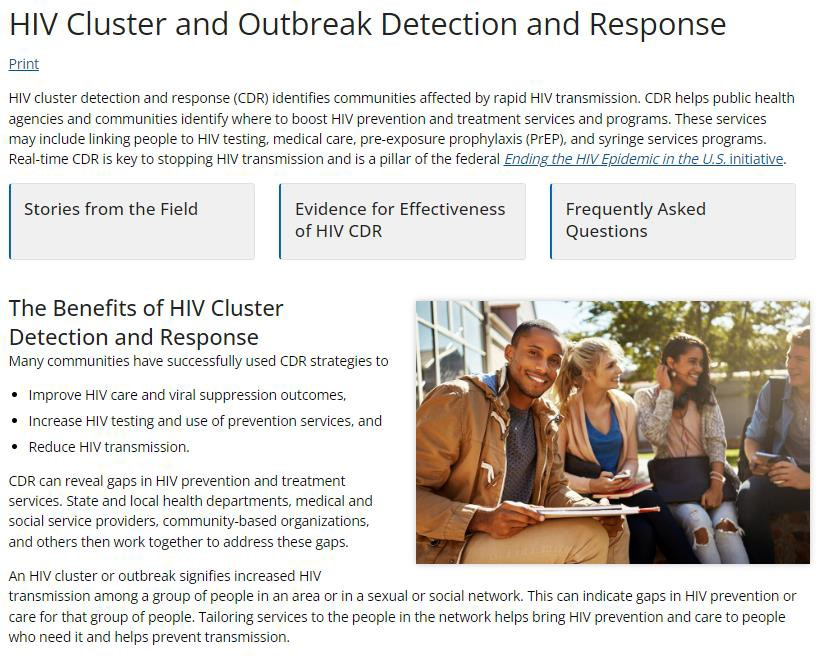 HIV Cluster and Outbreak Detection and Response
Print
HIV cluster detection and response (CDR) identifies communities affected by rapid HIV transmission. CDR helps public health
agencies and communities identify where to boost HIV prevention and treatment services and programs. These services
may include linking people to HIV testing, medical care, pre-exposure prophylaxis (PrEP), and syringe services programs.
Real-time CDR is key to stopping HIV transmission and is a pillar of the federal Ending the HIV Epidemic in the U.S. initiative.
Stories from the Field
Evidence for Effectiveness
of HIV CDR
Frequently Asked
Questions
The Benefits of HIV Cluster
Detection and Response
Many communities have successfully used CDR strategies to
• Improve HIV care and viral suppression outcomes,
• Increase HIV testing and use of prevention services, and
• Reduce HIV transmission.
CDR can reveal gaps in HIV prevention and treatment
services. State and local health departments, medical and
social service providers, community-based organizations,
and others then work together to address these gaps.
An HIV cluster or outbreak signifies increased HIV
transmission among a group of people in an area or in a sexual or social network. This can indicate gaps in HIV prevention or
care for that group of people. Tailoring services to the people in the network helps bring HIV prevention and care to people
who need it and helps prevent transmission.